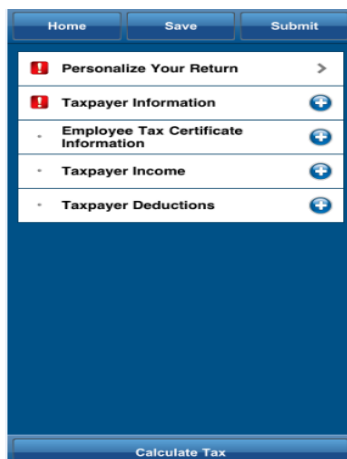 Home Save Submit
Personalize Your Return
Taxpayer Information
Employee Tax Certificate
Information
Taxpayer Income
Taxpayer Deductions
Calculate Tax